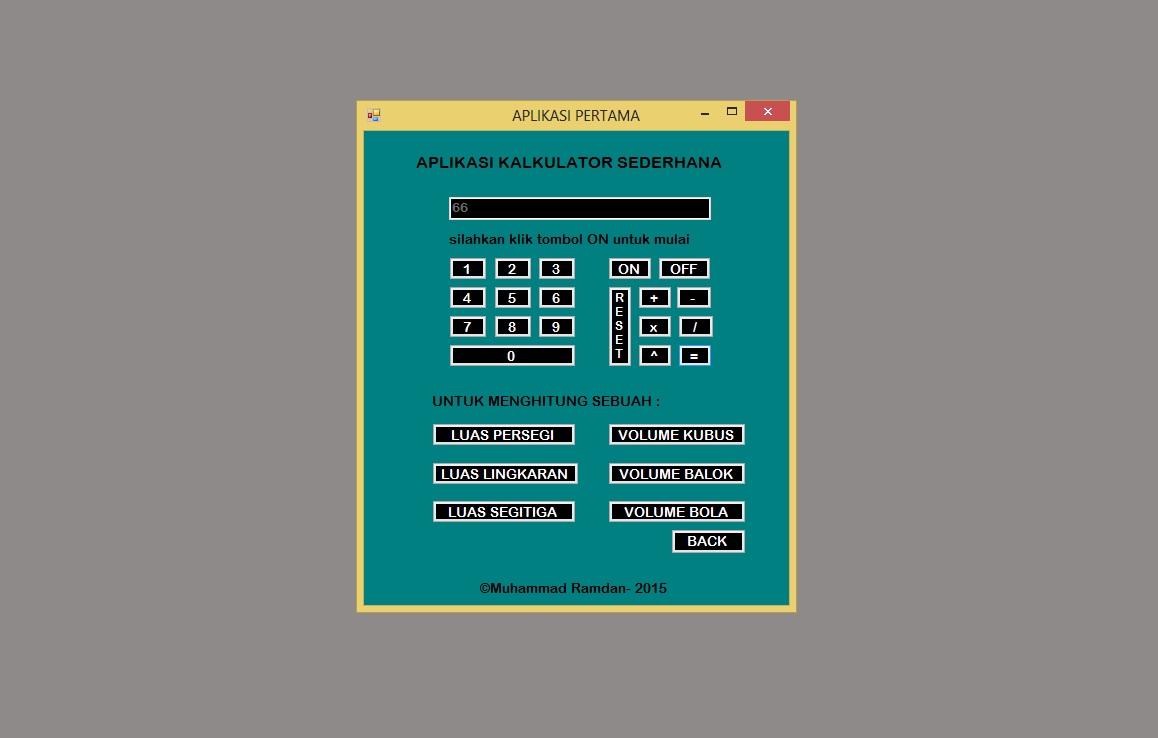 APLIKASI PERTAMA
APLIKASI KALKULATOR SEDERHANA
66
silahkan klik tombol ON untuk mulai
1 2 3 ON OFF
4 5 6 RESET + -
7 8 9 x /
0 ^ =
UNTUK MENGHITUNG SEBUAH :
LUAS PERSEGI VOLUME KUBUS
LUAS LINGKARAN VOLUME BALOK
LUAS SEGITIGA VOLUME BOLA
BACK
©Muhammad Ramdan- 2015